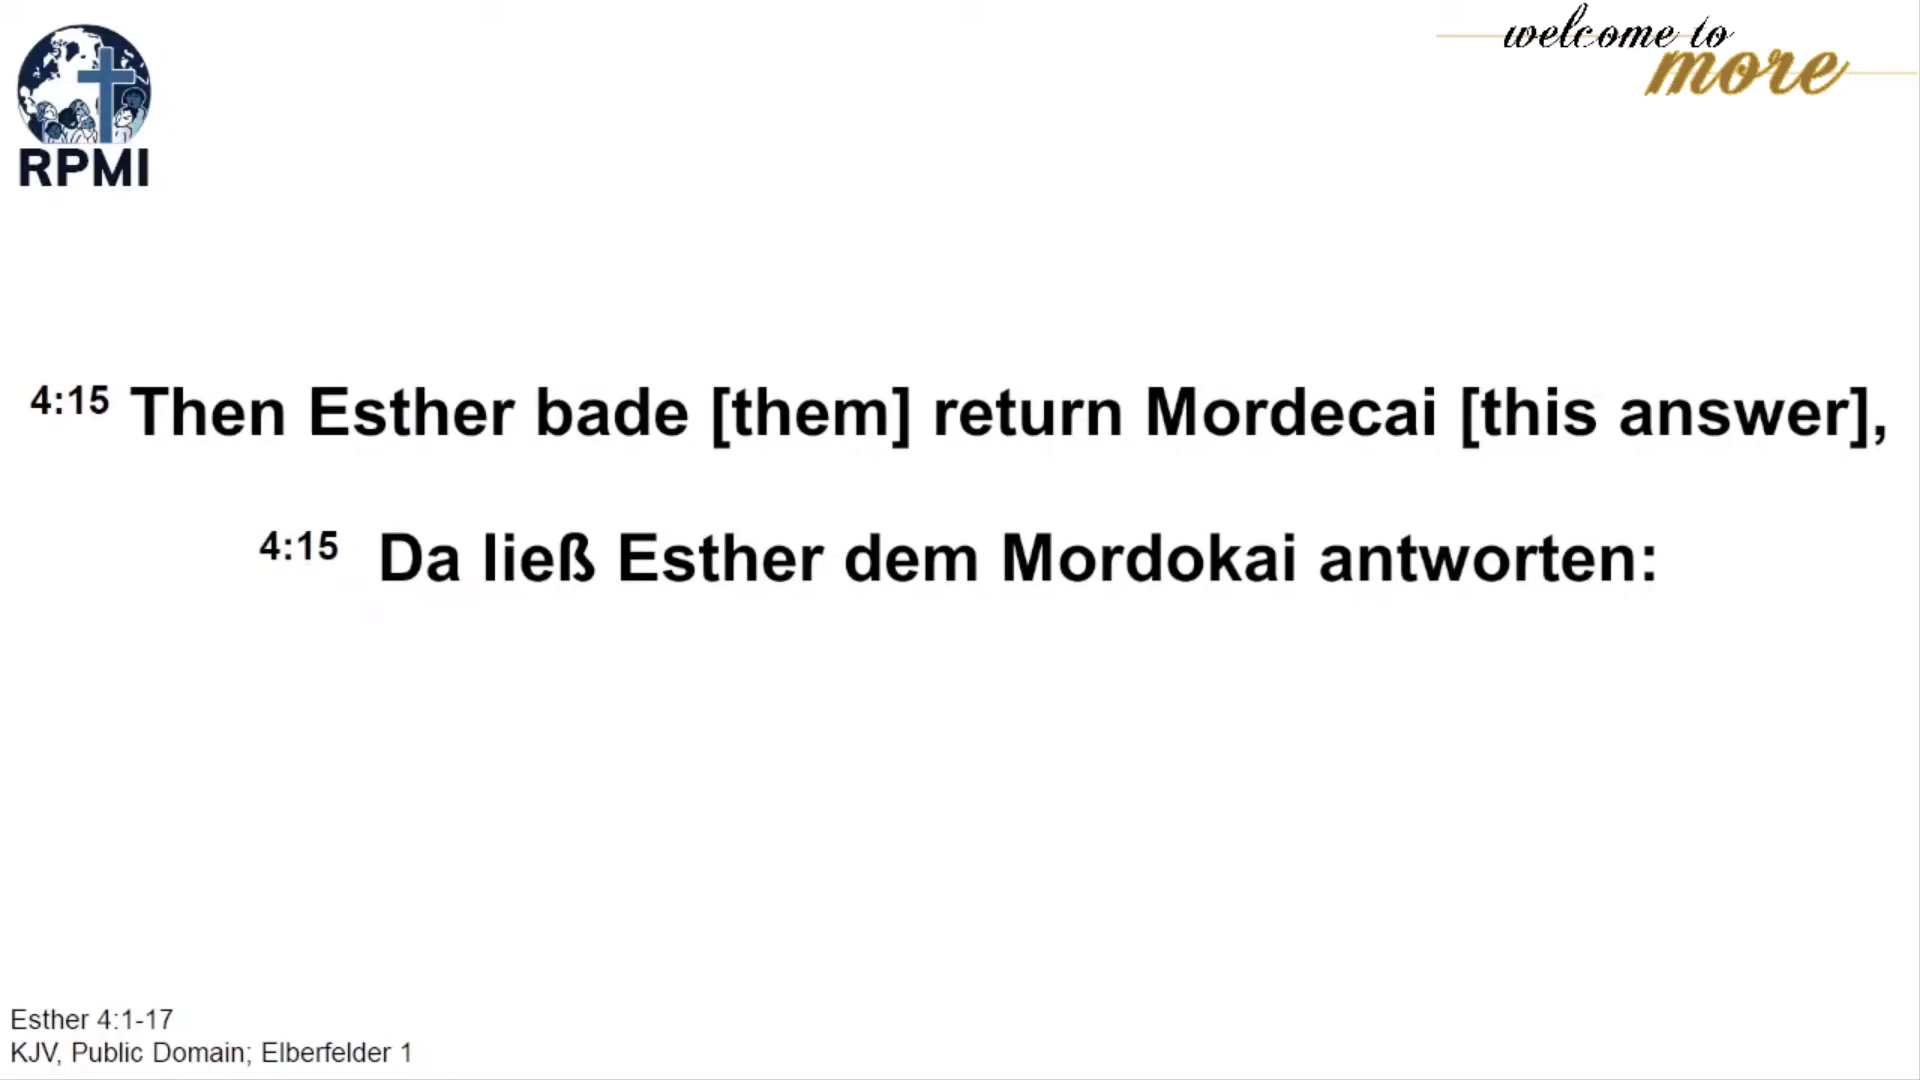 welcome to
more
RPMI
4:15 Then Esther bade [them] return Mordecai [this answer],
4:15 Da ließ Esther dem Mordokai antworten:
Esther 4:1-17
KJV, Public Domain; Elberfelder 1